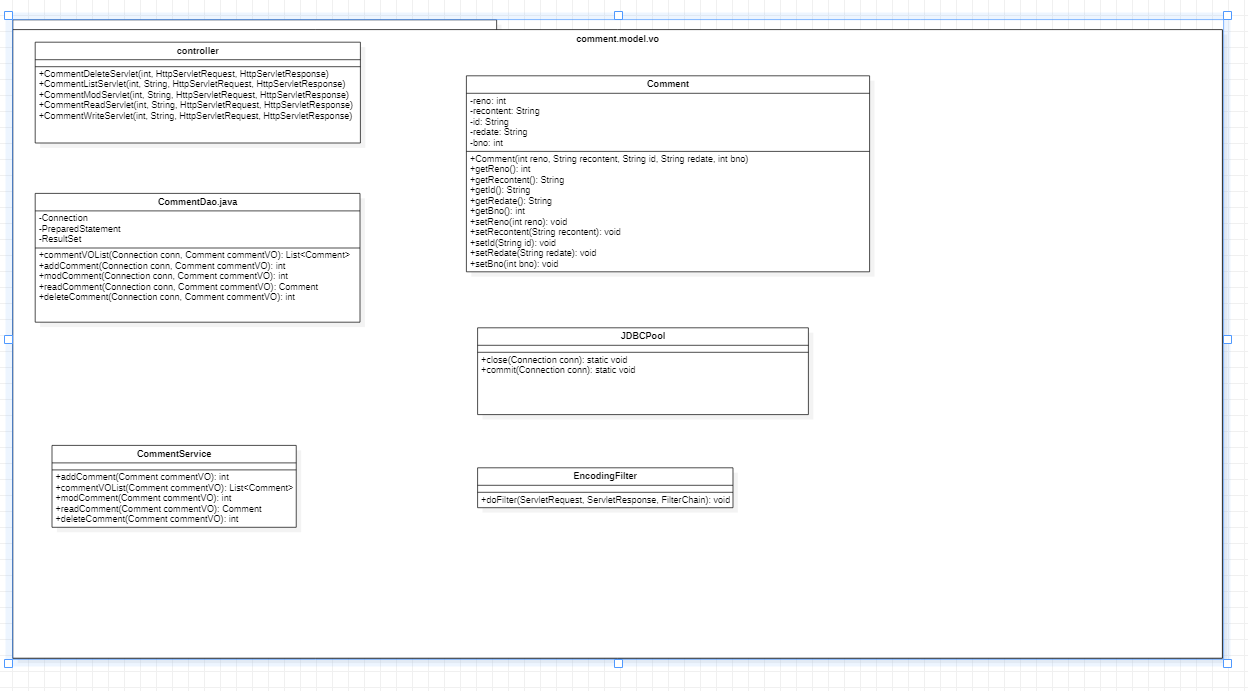 comment.model.vo
controller
+CommentDeleteServlet(int, HttpServletRequest, HttpServletResponse)
+CommentListServlet(int, String, HttpServletRequest, HttpServletResponse)
+CommentModServlet(int, String, HttpServletRequest, HttpServletResponse)
+CommentReadServlet(int, String, HttpServletRequest, HttpServletResponse)
+CommentWriteServlet(int, String, HttpServletRequest, HttpServletResponse)
Comment
-reno: int
-recontent: String
-id: String
-redate: String
-bno: int
+Comment(int reno, String recontent, String id, String redate, int bno)
+getReno(): int
+getRecontent(): String
+getId(): String
+getRedate(): String
+getBno(): int
+setReno(int reno): void
+setRecontent(String recontent): void
+setId(String id): void
+setRedate(String redate): void
+setBno(int bno): void
CommentDao.java
-Connection
-PreparedStatement
-ResultSet
+commentVOList(Connection conn, Comment commentVO): List<Comment>
+addComment(Connection conn, Comment commentVO): int
+modComment(Connection conn, Comment commentVO): int
+readComment(Connection conn, Comment commentVO): Comment
+deleteComment(Connection conn, Comment commentVO): int
JDBCPool
+close(Connection conn): static void
+commit(Connection conn): static void
CommentService
+addComment(Comment commentVO): int
+commentVOList(Comment commentVO): List<Comment>
+modComment(Comment commentVO): int
+readComment(Comment commentVO): Comment
+deleteComment(Comment commentVO): int
EncodingFilter
+doFilter(ServletRequest, ServletResponse, FilterChain): void